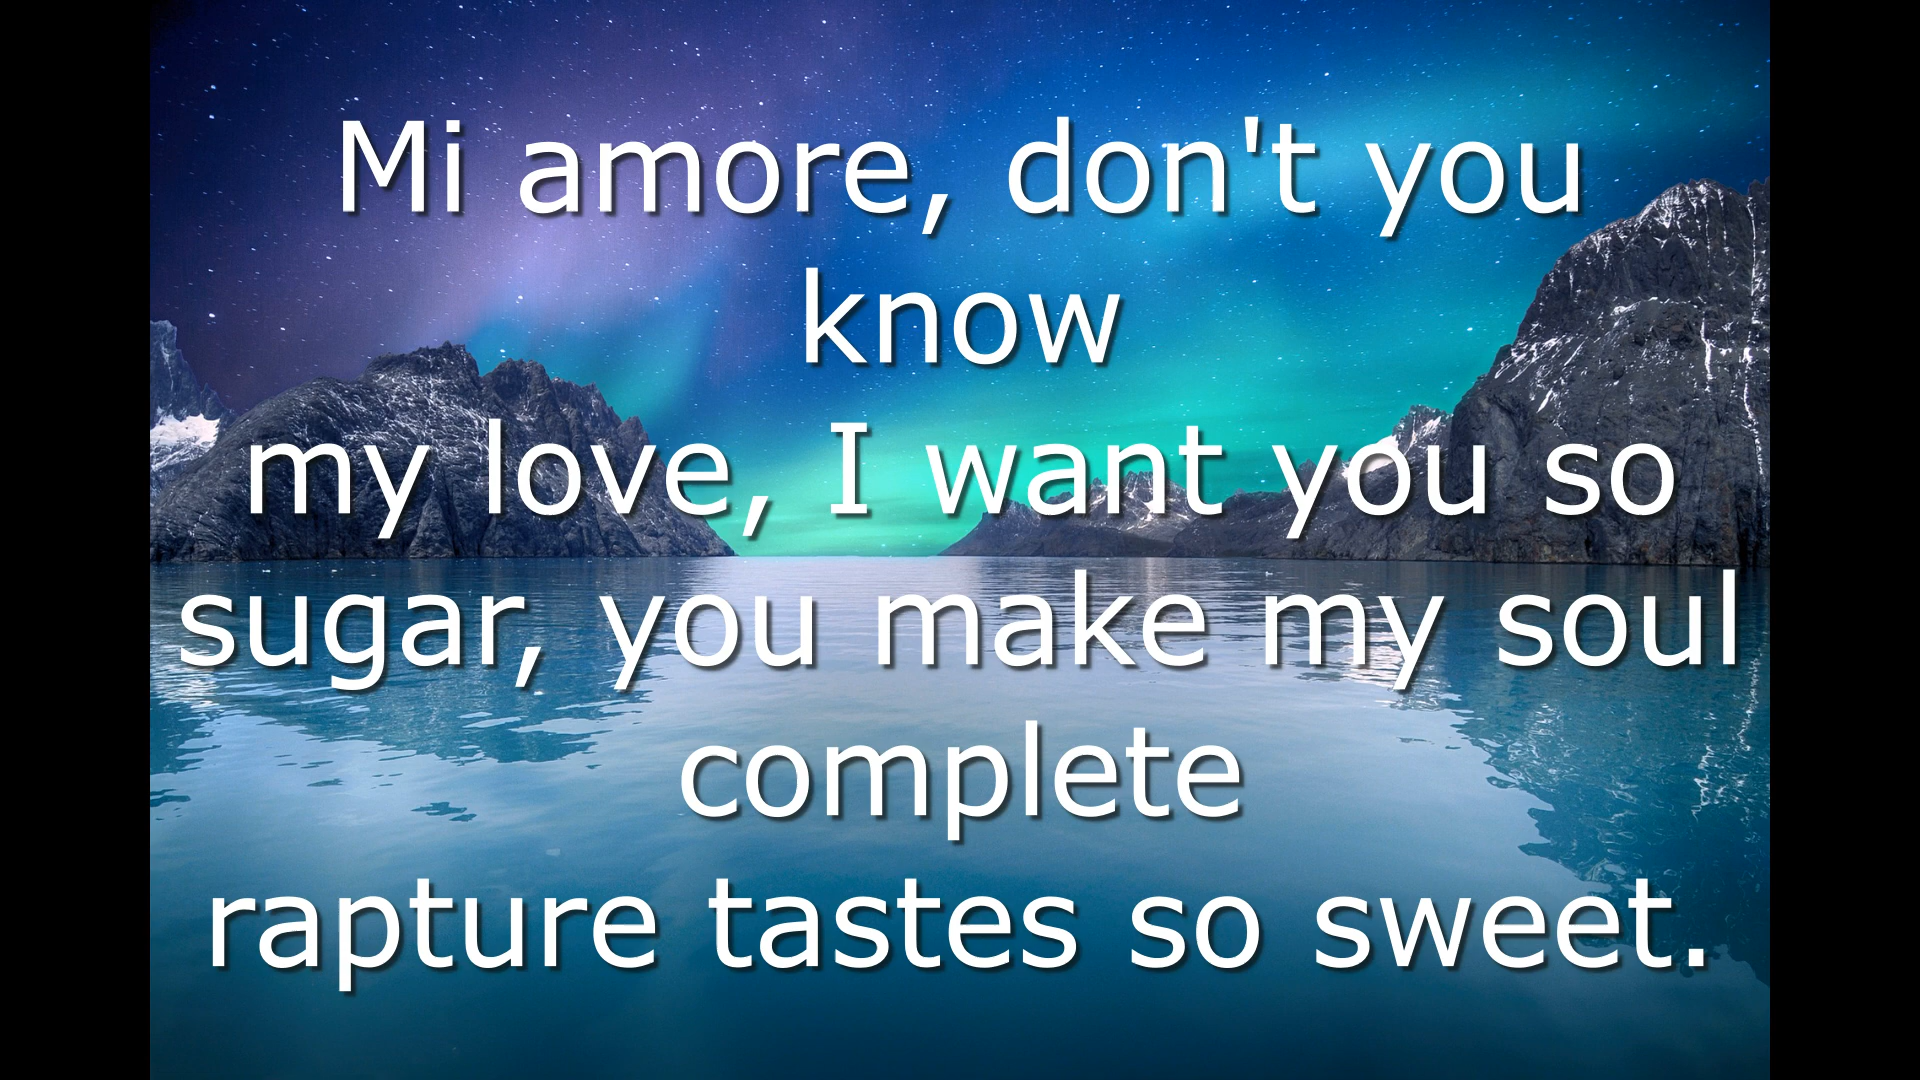 Mi amore, don't you
know
my love, I want you so
sugar, you make my soul
complete
rapture tastes so sweet.